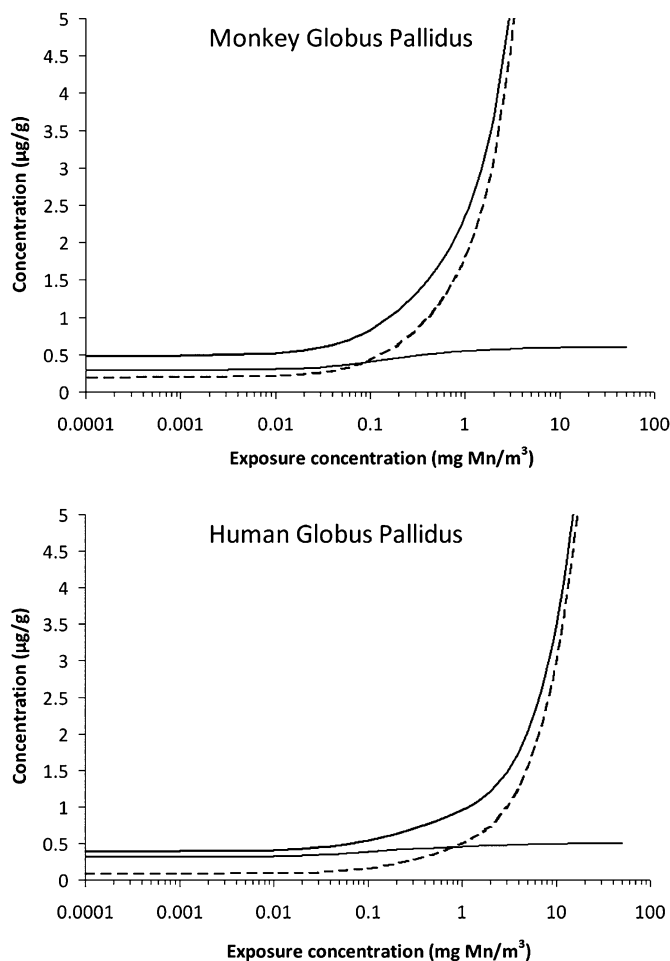 Monkey Globus Pallidus
Concentration (µg/g)
5
4.5
4
3.5
3
2.5
2
1.5
1
0.5
0
0.0001 0.001 0.01 0.1 1 10 100
Exposure concentration (mg Mn/m³)
Human Globus Pallidus
Concentration (µg/g)
5
4.5
4
3.5
3
2.5
2
1.5
1
0.5
0
0.0001 0.001 0.01 0.1 1 10 100
Exposure concentration (mg Mn/m³)